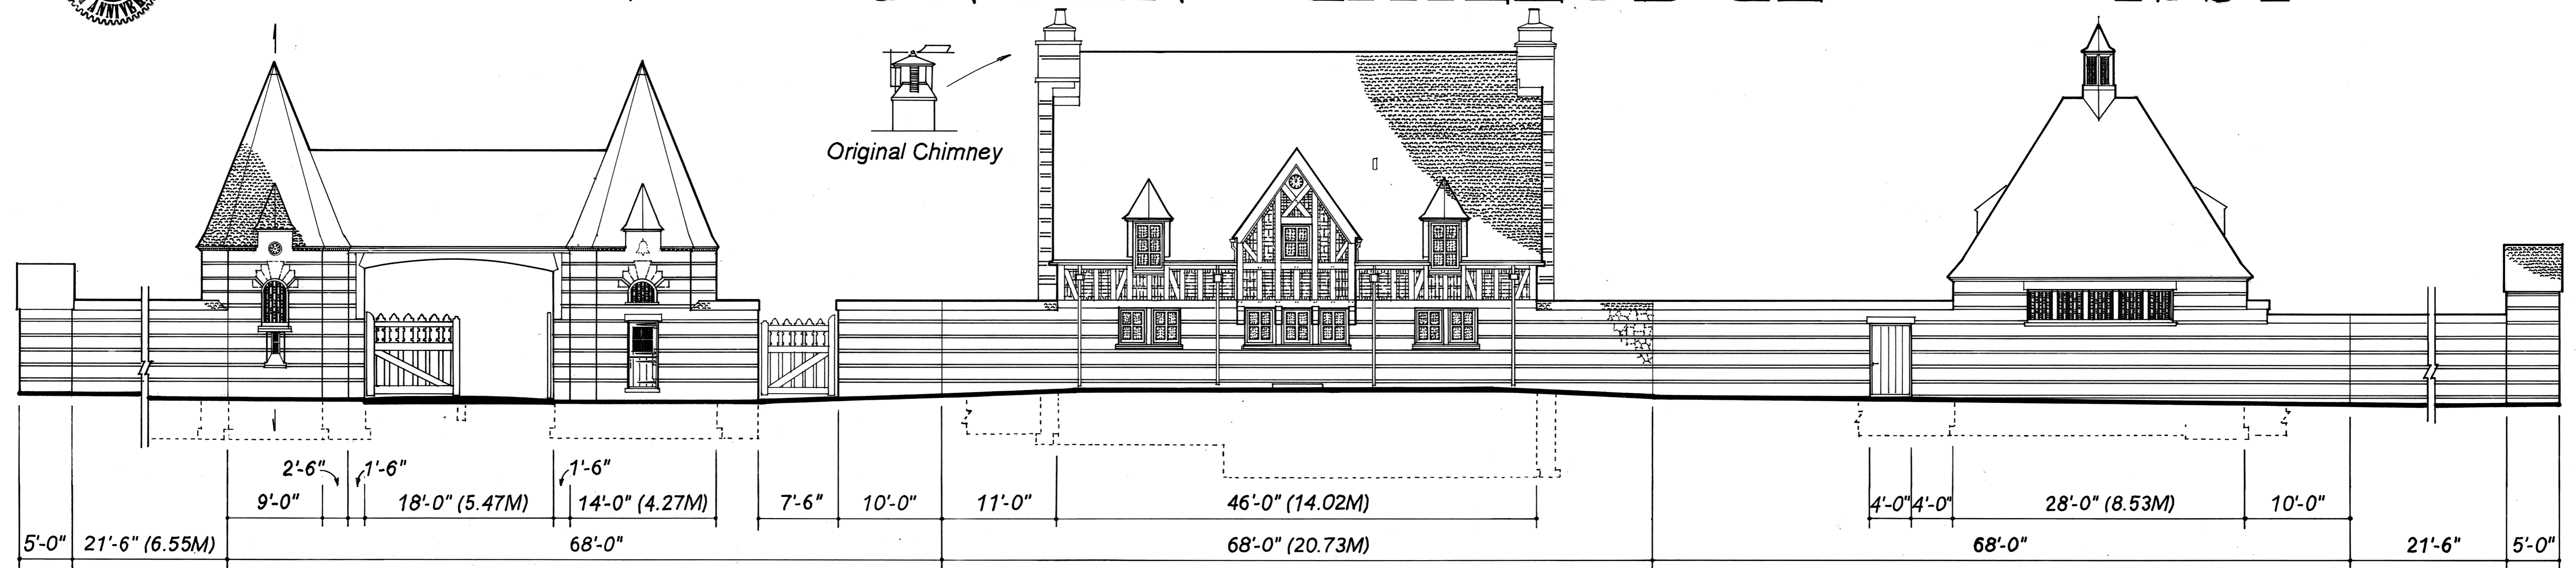 ANNIVER
Original Chimney
2'-6" 1'-6" 1'-6"
9'-0" 18'-0" (5.47M) 14'-0" (4.27M) 7'-6" 10'-0" 11'-0" 46'-0" (14.02M) 4'-0" 4'-0" 28'-0" (8.53M) 10'-0"
5'-0" 21'-6" (6.55M) 68'-0" 68'-0" (20.73M) 68'-0" 21'-6" 5'-0"